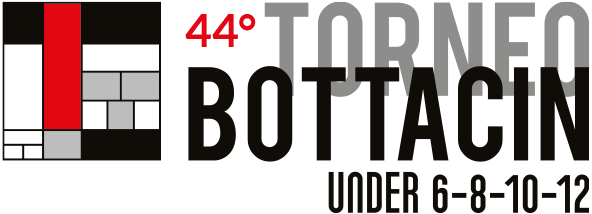 44° TORNEO
BOTTACIN
UNDER 6-8-10-12